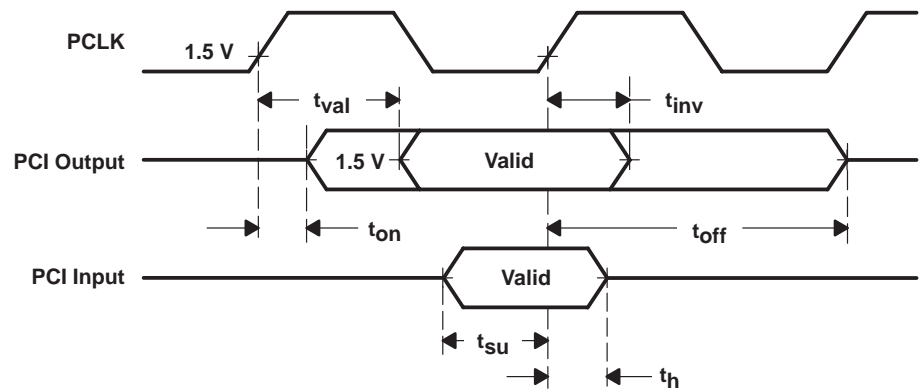 PCLK
1.5 V
tval
tinv
PCI Output
1.5 V
Valid
ton
toff
PCI Input
Valid
tsu
th